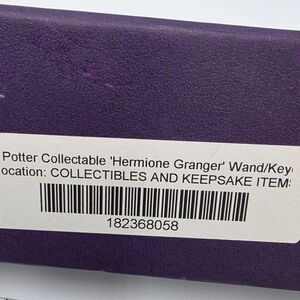 Potter Collectable 'Hermione Granger' Wand/Key
ocation: COLLECTIBLES AND KEEPSAKE ITEMS
182368058